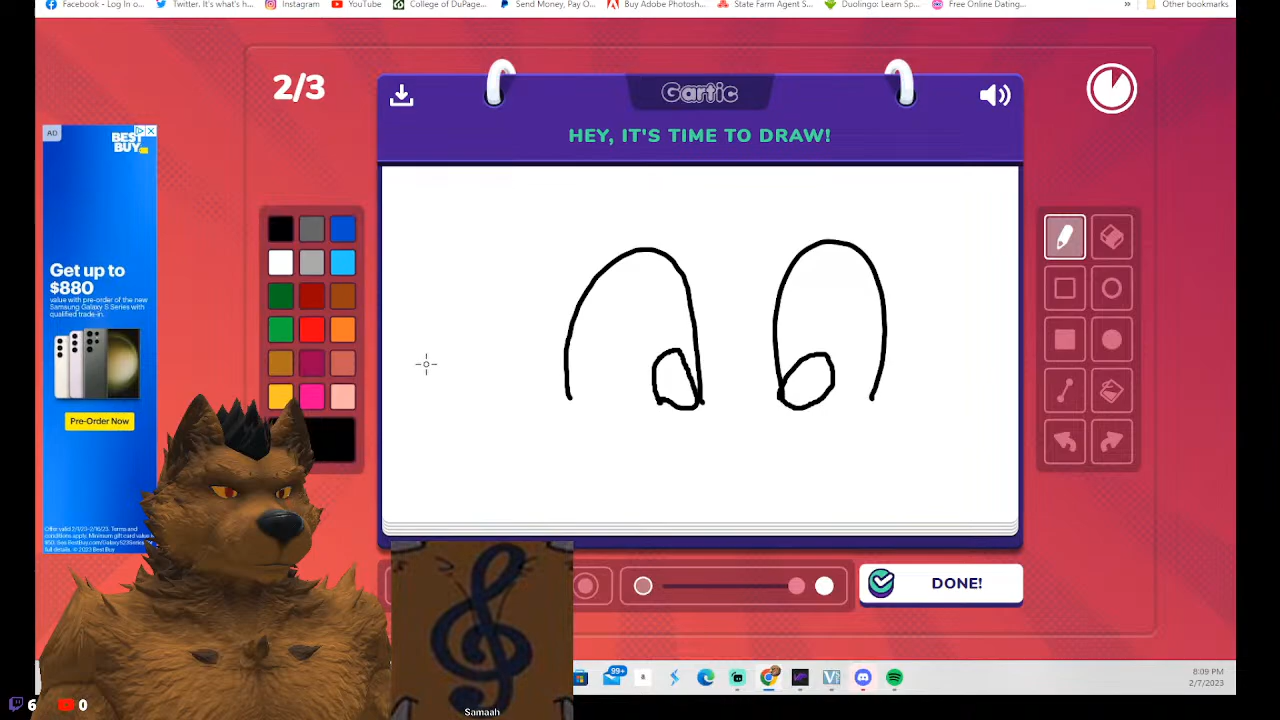 Facebook - Log In o...
Twitter. It's what's h...
Instagram
YouTube
College of DuPage...
Send Money, Pay O...
Buy Adobe Photosh...
State Farm Agent S...
Duolingo: Learn Sp...
Free Online Dating...
»
Other bookmarks
2/3
Gartic
HEY, IT'S TIME TO DRAW!
AD
BEST
BUY
Get up to
$880
value with pre-order of the new
Samsung Galaxy S Series with
qualified trade-in.
Pre-Order Now
DONE!
99+
8:09 PM
2/7/2023
6
0
Samaah